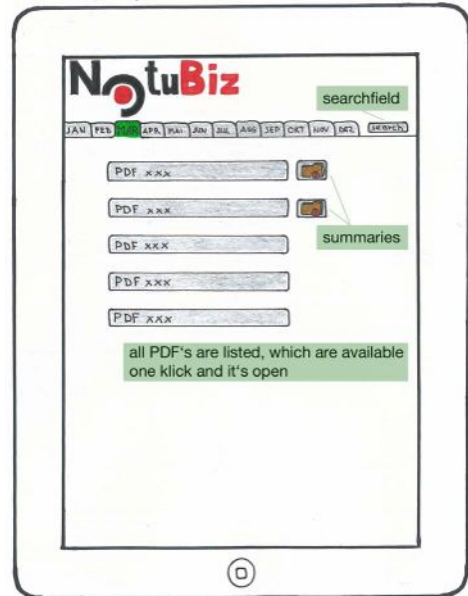 NotuBiz
searchfield
JAN FEB MAR APR. MAI JUN JUL AUG SEP OKT NOV DEZ search
PDF xxx
PDF xxx
summaries
PDF xxx
PDF xxx
PDF xxx
all PDF's are listed, which are available
one klick and it's open